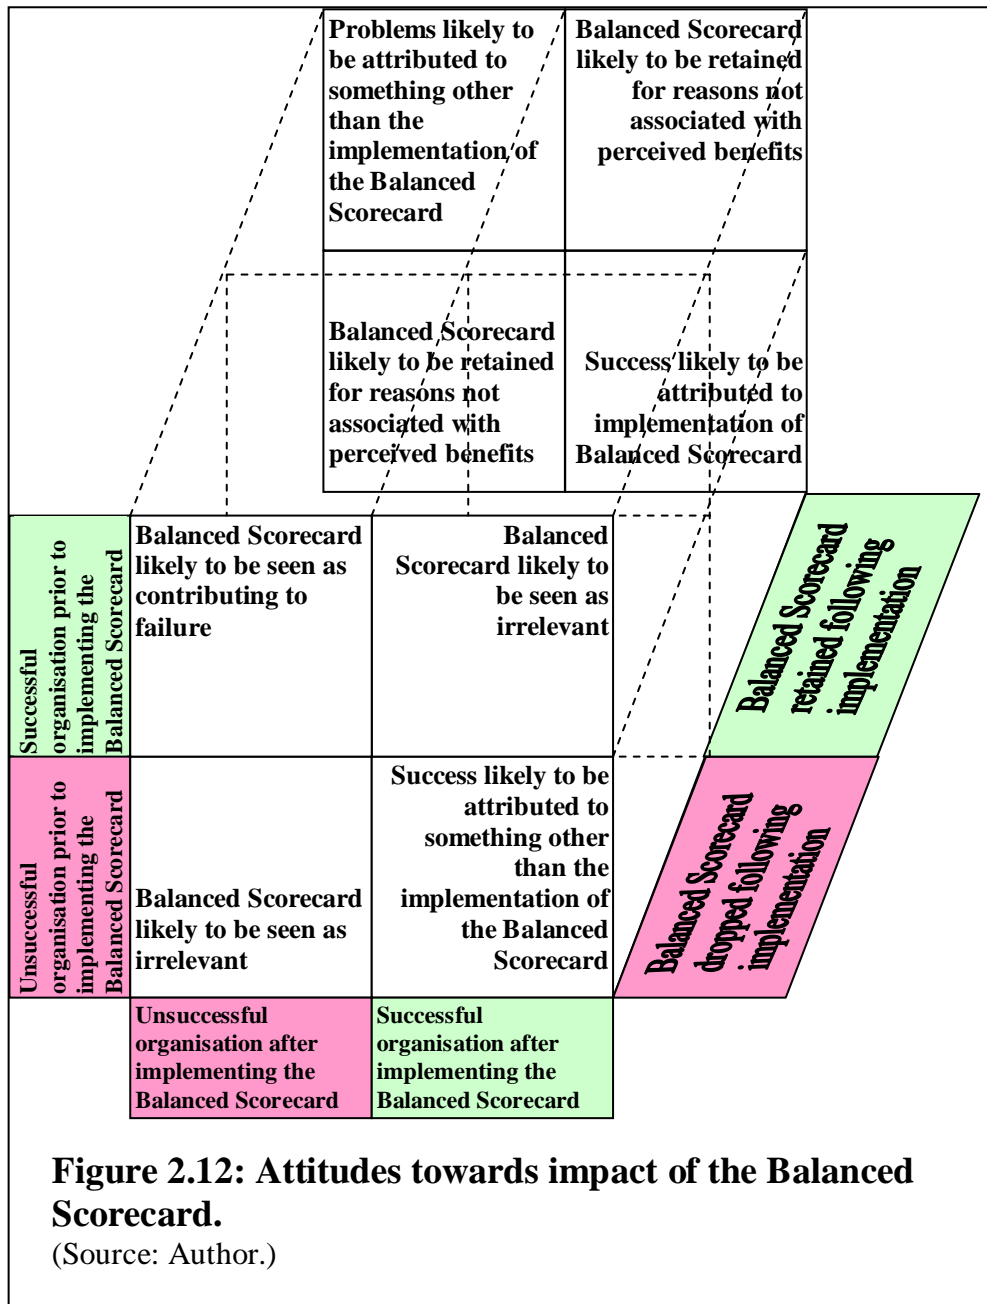 Problems likely to
be attributed to
something other
than the
implementation of
the Balanced
Scorecard
Balanced Scorecard
likely to be retained
for reasons not
associated with
perceived benefits
Balanced Scorecard
likely to be retained
for reasons not
associated with
perceived benefits
Success likely to be
attributed to
implementation of
Balanced Scorecard
Successful
organisation prior to
implementing the
Balanced Scorecard
Balanced Scorecard
likely to be seen as
contributing to
failure
Balanced
Scorecard likely to
be seen as
irrelevant
Balanced Scorecard
retained following
implementation
Unsuccessful
organisation prior to
implementing the
Balanced Scorecard
Balanced Scorecard
likely to be seen as
irrelevant
Success likely to be
attributed to
something other
than the
implementation of
the Balanced
Scorecard
Balanced Scorecard
dropped following
implementation
Unsuccessful
organisation after
implementing the
Balanced Scorecard
Successful
organisation after
implementing the
Balanced Scorecard
Figure 2.12: Attitudes towards impact of the Balanced
Scorecard.
(Source: Author.)